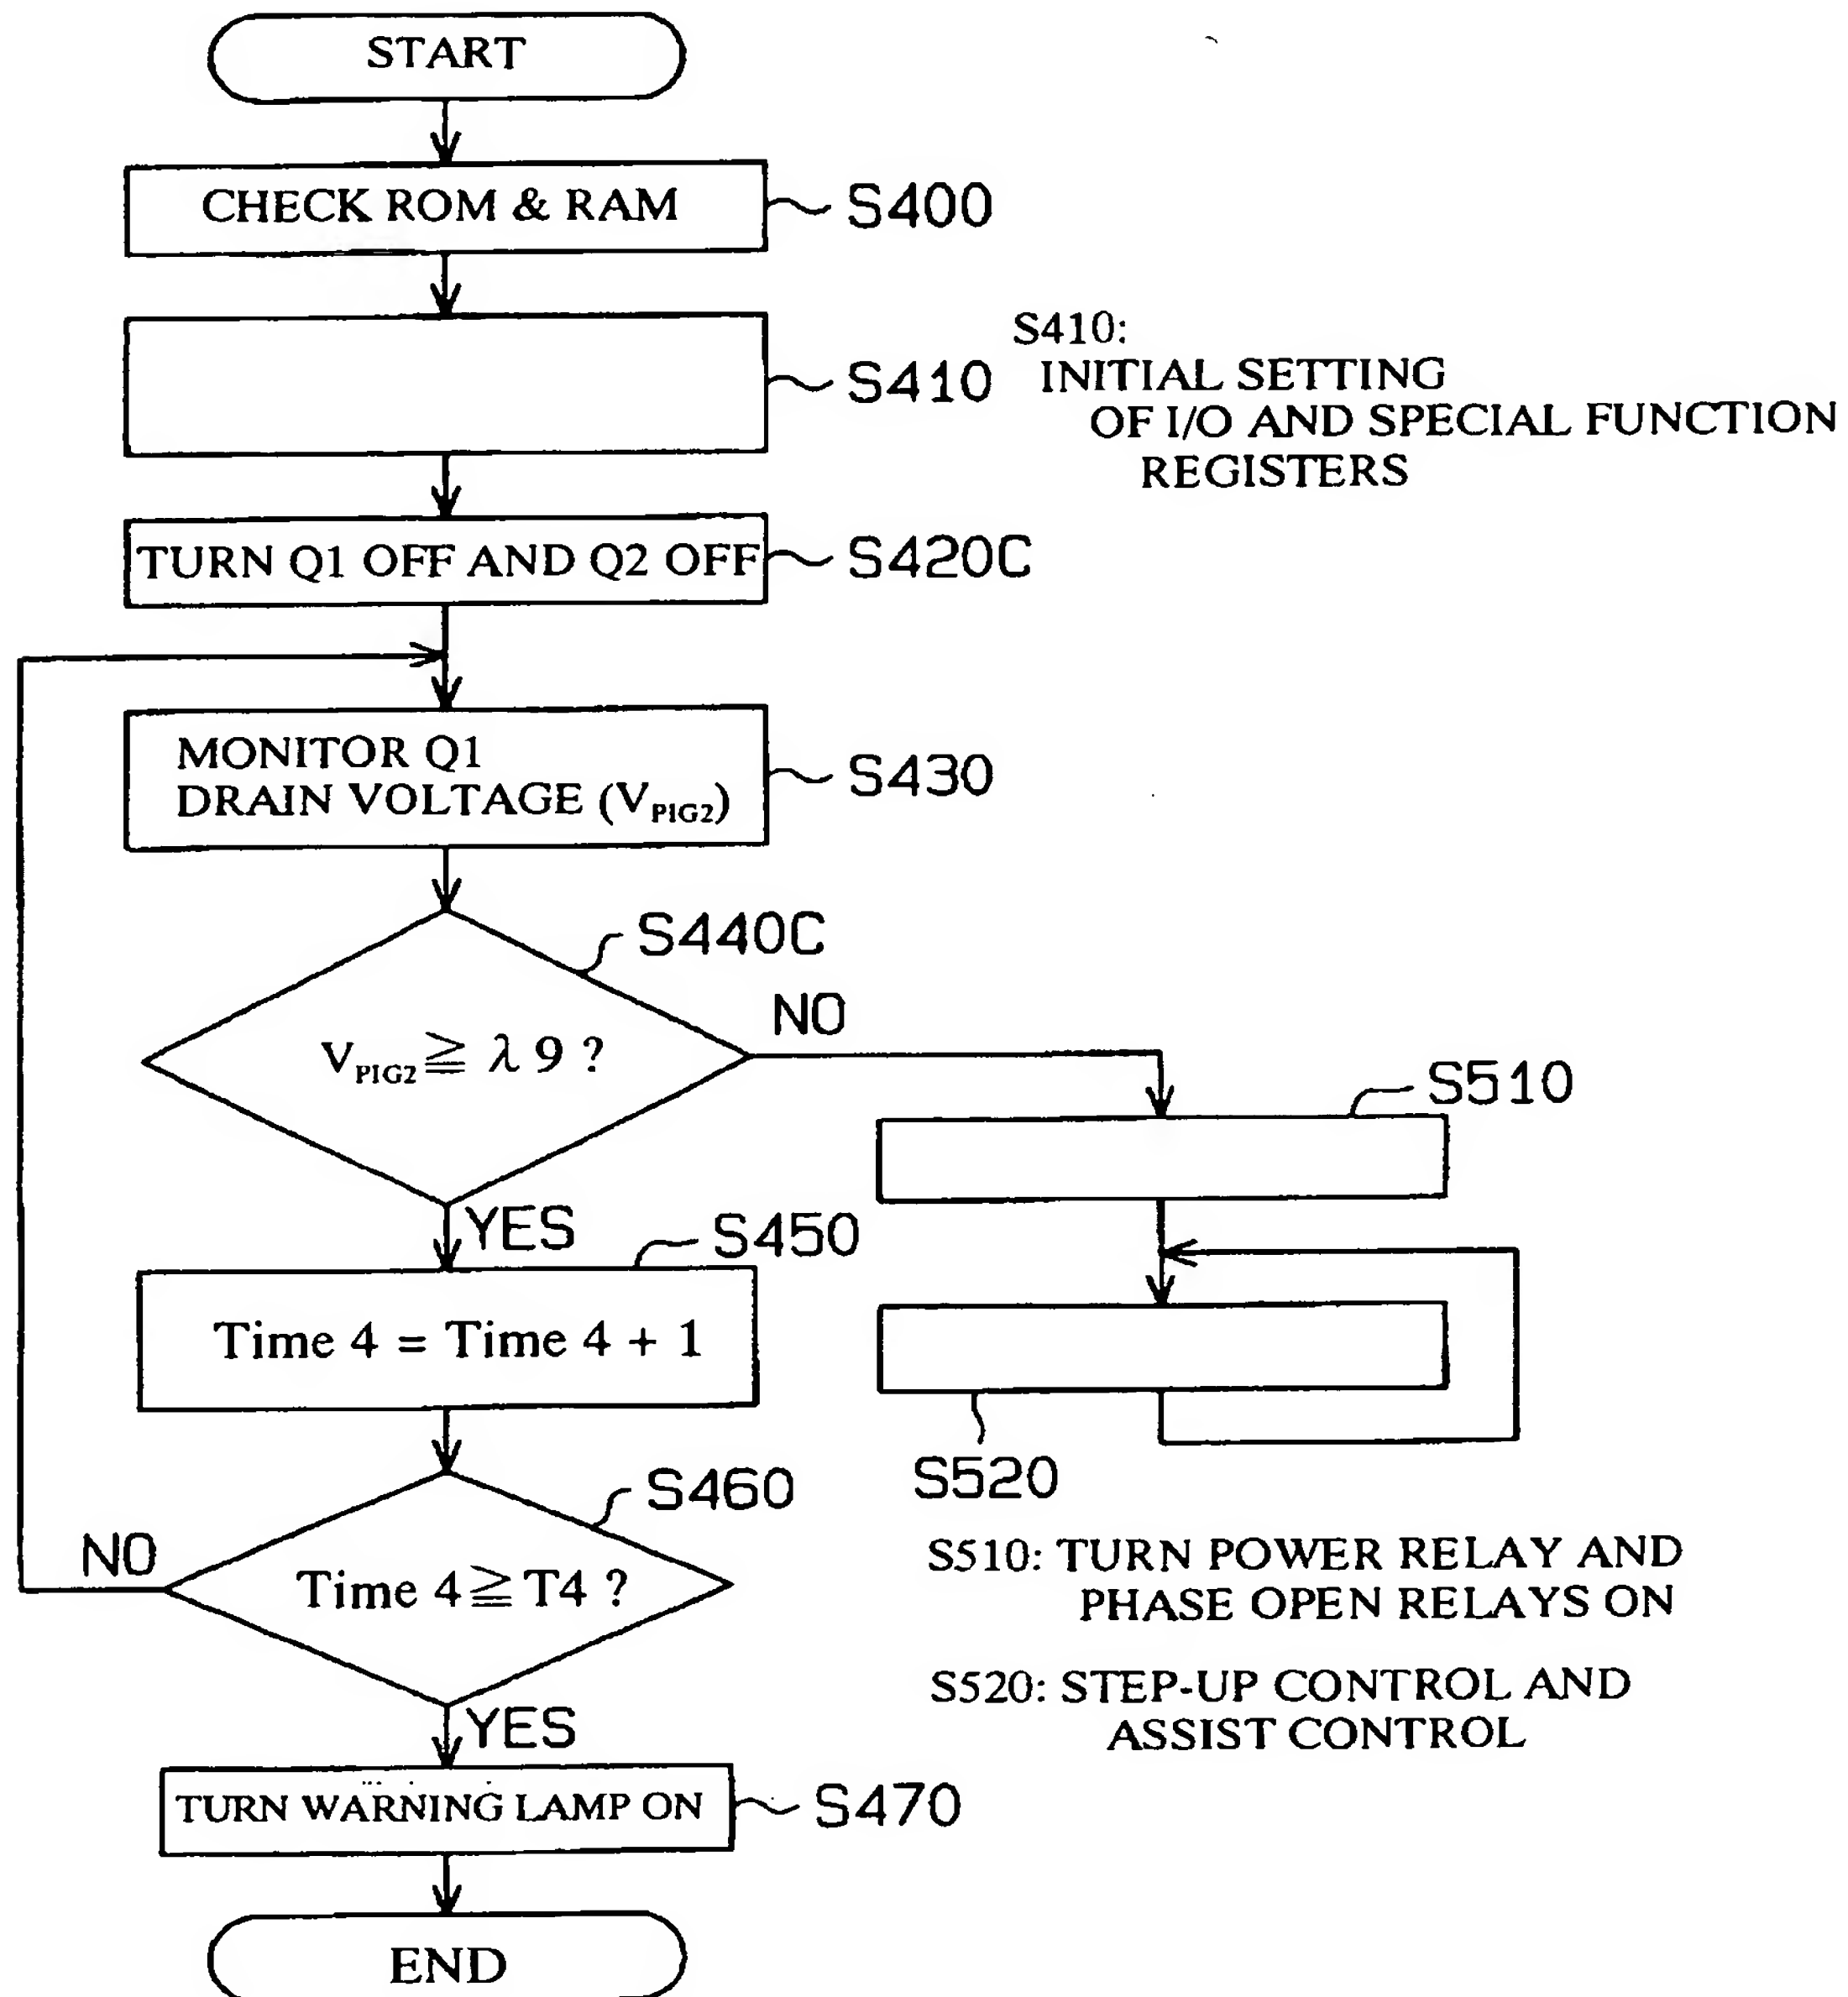 START
CHECK ROM & RAM
S400
S410
S410:
INITIAL SETTING
OF I/O AND SPECIAL FUNCTION
REGISTERS
TURN Q1 OFF AND Q2 OFF
S420C
MONITOR Q1
DRAIN VOLTAGE (VPIG2)
S430
S440C
VPIG2 ≧ λ 9 ?
NO
YES
S510
S450
Time 4 = Time 4 + 1
S520
S460
NO
Time 4 ≧ T4 ?
YES
S510: TURN POWER RELAY AND
PHASE OPEN RELAYS ON
S520: STEP-UP CONTROL AND
ASSIST CONTROL
TURN WARNING LAMP ON
S470
END